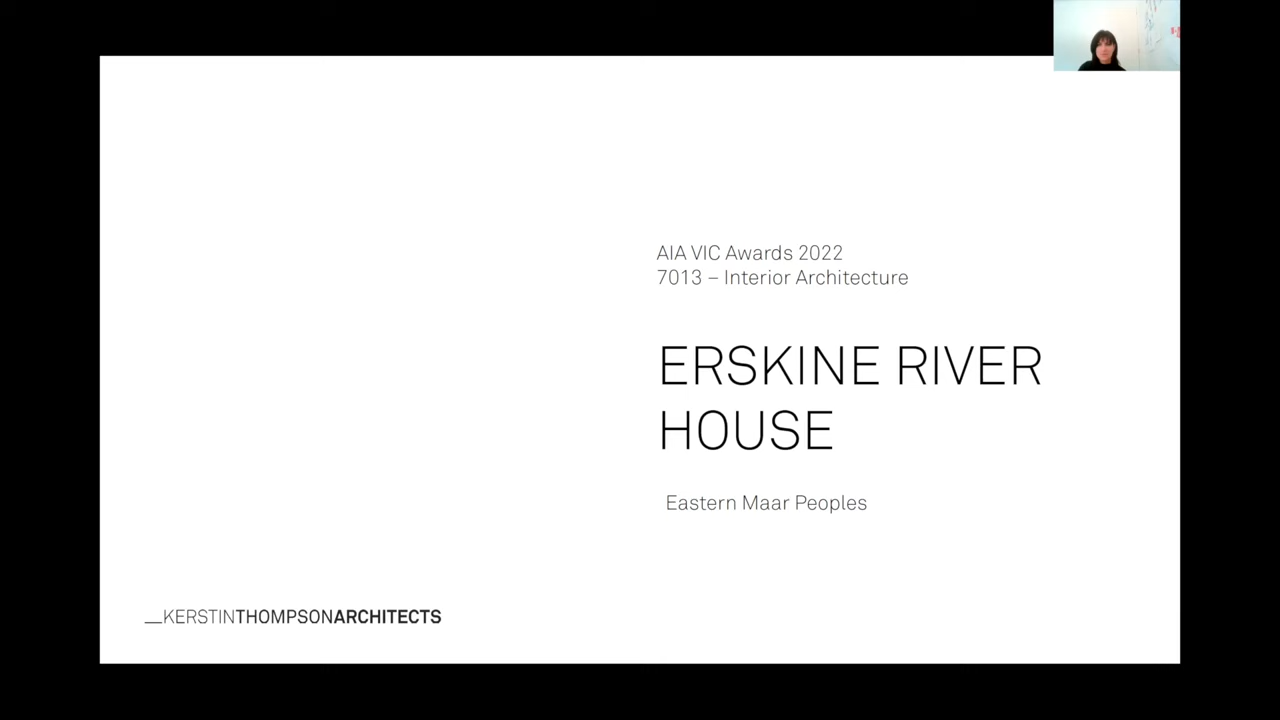 AIA VIC Awards 2022
7013 – Interior Architecture
ERSKINE RIVER
HOUSE
Eastern Maar Peoples
__KERSTINTHOMPSONARCHITECTS